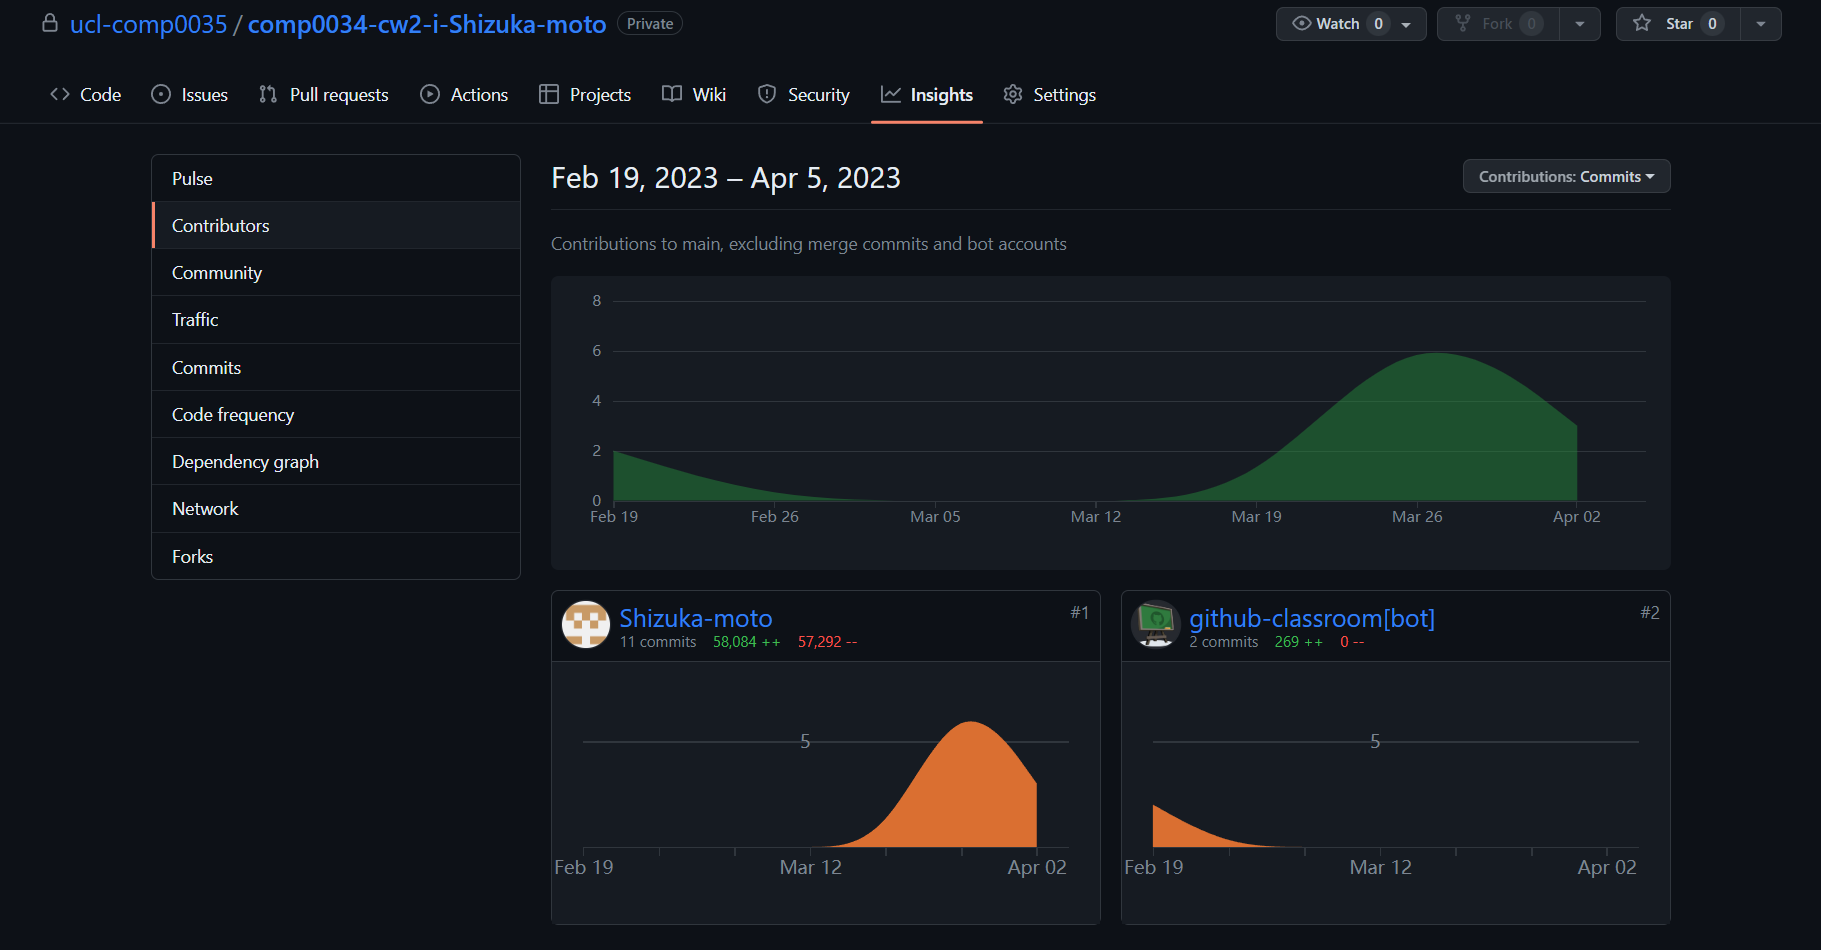 ucl-comp0035 / comp0034-cw2-i-Shizuka-moto Private Watch 0 Fork 0 Star 0
Code Issues Pull requests Actions Projects Wiki Security Insights Settings
Pulse
Contributors
Community
Traffic
Commits
Code frequency
Dependency graph
Network
Forks
Feb 19, 2023 – Apr 5, 2023
Contributions: Commits
Contributions to main, excluding merge commits and bot accounts
8
6
4
2
0
Feb 19 Feb 26 Mar 05 Mar 12 Mar 19 Mar 26 Apr 02
Shizuka-moto #1
11 commits 58,084 ++ 57,292 --
5
Feb 19 Mar 12 Apr 02
github-classroom[bot] #2
2 commits 269 ++ 0 --
5
Feb 19 Mar 12 Apr 02